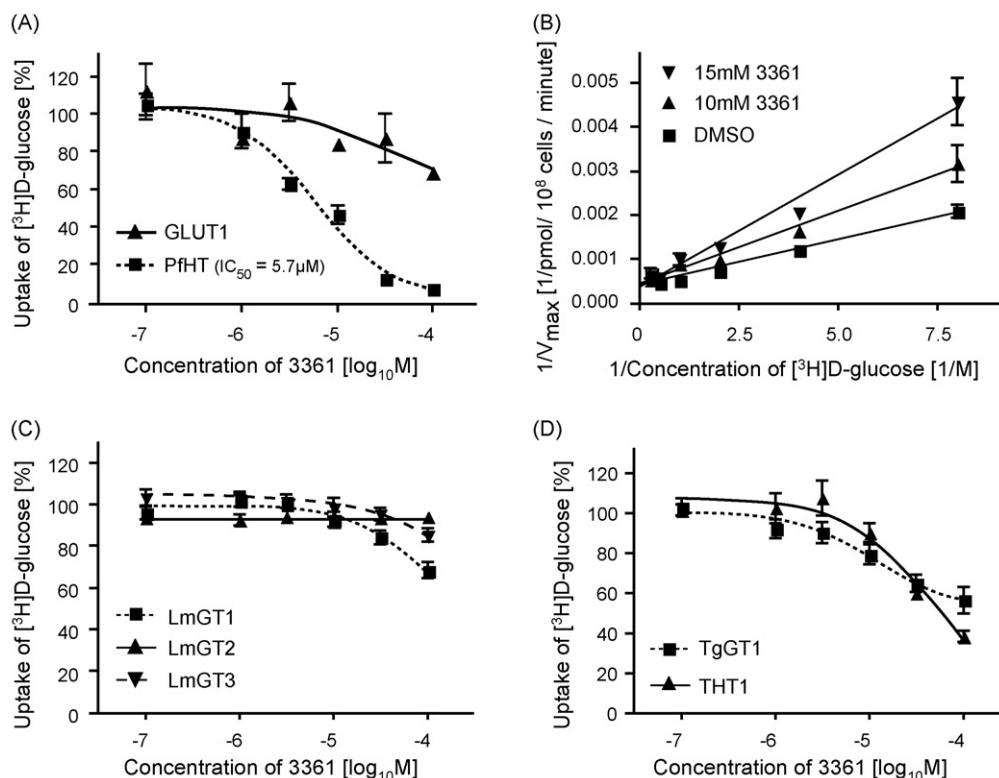 (A)
Uptake of [³H]D-glucose [%]
120
100
80
60
40
20
0
GLUT1
PfHT (IC₅₀ = 5.7µM)
-7 -6 -5 -4
Concentration of 3361 [log₁₀M]
(B)
1/Vmax [1/pmol/ 10⁸ cells / minute]
0.005
0.004
0.003
0.002
0.001
0.000
15mM 3361
10mM 3361
DMSO
0 2.5 5.0 7.5
1/Concentration of [³H]D-glucose [1/M]
(C)
Uptake of [³H]D-glucose [%]
120
100
80
60
40
20
0
LmGT1
LmGT2
LmGT3
-7 -6 -5 -4
Concentration of 3361 [log₁₀M]
(D)
Uptake of [³H]D-glucose [%]
120
100
80
60
40
20
0
TgGT1
THT1
-7 -6 -5 -4
Concentration of 3361 [log₁₀M]